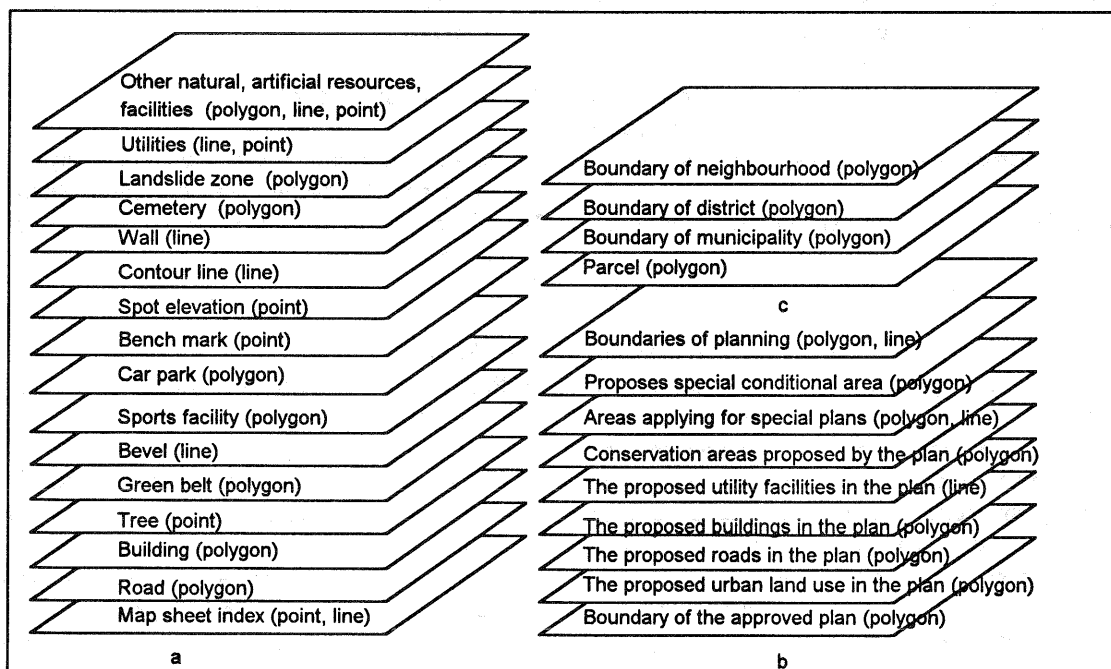 Other natural, artificial resources,
facilities (polygon, line, point)
Utilities (line, point)
Landslide zone (polygon)
Cemetery (polygon)
Wall (line)
Contour line (line)
Spot elevation (point)
Bench mark (point)
Car park (polygon)
Sports facility (polygon)
Bevel (line)
Green belt (polygon)
Tree (point)
Building (polygon)
Road (polygon)
Map sheet index (point, line)
a
Boundary of neighbourhood (polygon)
Boundary of district (polygon)
Boundary of municipality (polygon)
Parcel (polygon)
c
Boundaries of planning (polygon, line)
Proposes special conditional area (polygon)
Areas applying for special plans (polygon, line)
Conservation areas proposed by the plan (polygon)
The proposed utility facilities in the plan (line)
The proposed buildings in the plan (polygon)
The proposed roads in the plan (polygon)
The proposed urban land use in the plan (polygon)
Boundary of the approved plan (polygon)
b